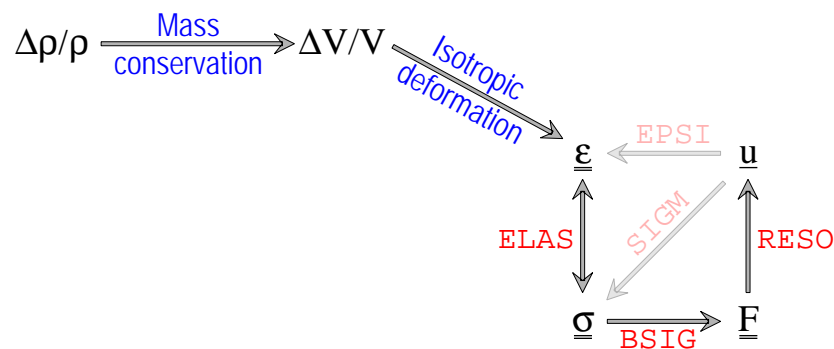 Δρ/ρ
Mass
conservation
ΔV/V
Isotropic
deformation
ε
EPSI
u
ELAS
SIGM
RESO
σ
BSIG
F